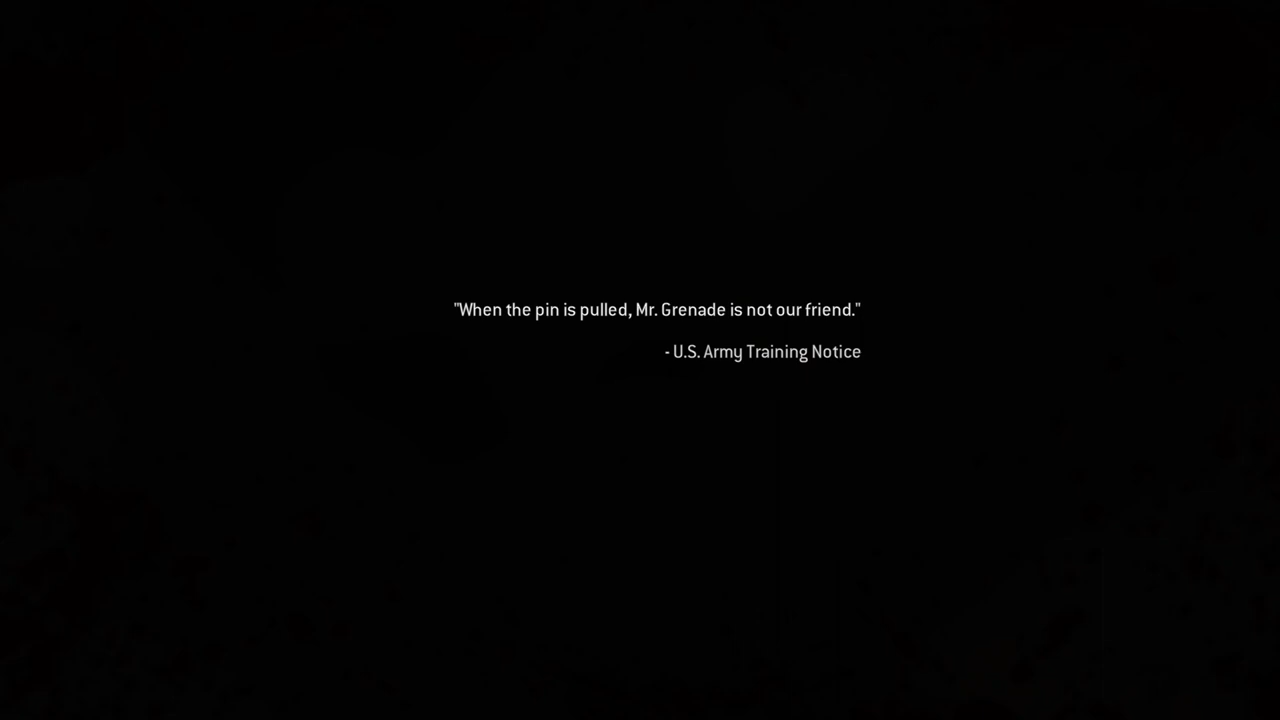 "When the pin is pulled, Mr. Grenade is not our friend."
- U.S. Army Training Notice